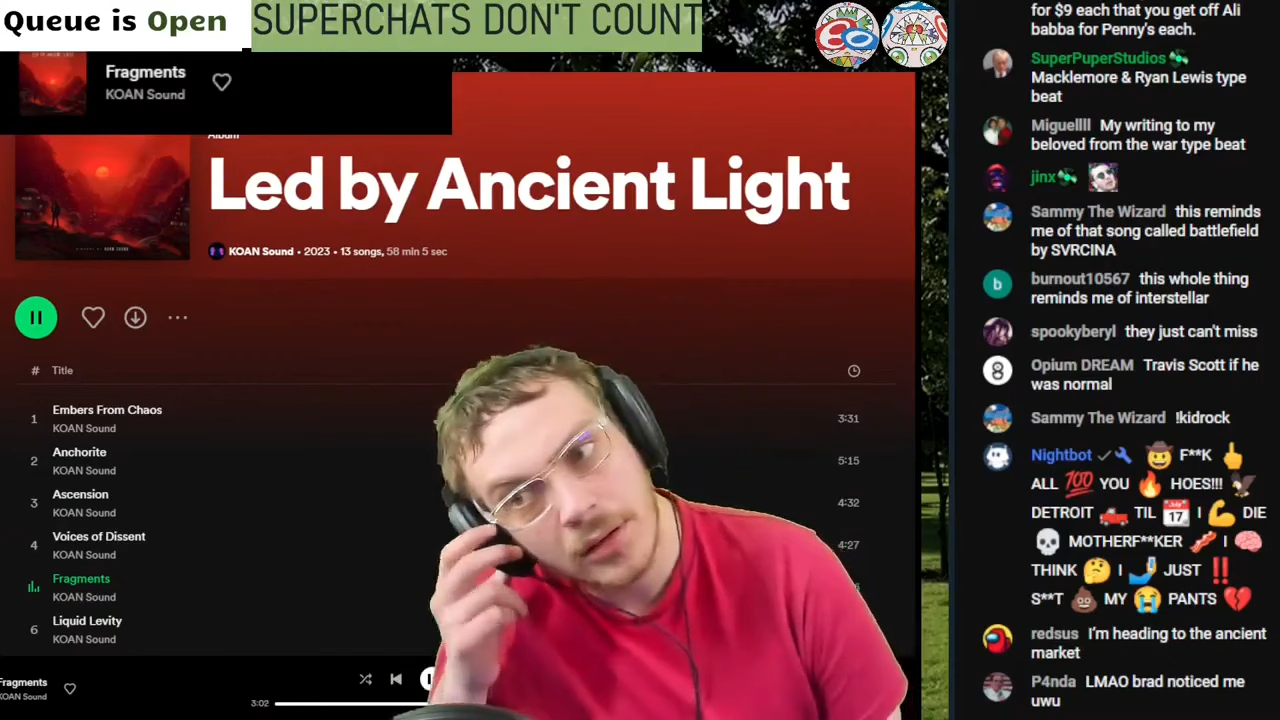 Queue is Open
SUPERCHATS DON'T COUNT
Fragments
KOAN Sound
Album
Led by Ancient Light
KOAN Sound • 2023 • 13 songs, 58 min 5 sec
# Title
1 Embers From Chaos 3:31
KOAN Sound
2 Anchorite 5:15
KOAN Sound
3 Ascension 4:32
KOAN Sound
4 Voices of Dissent 4:27
KOAN Sound
Fragments
KOAN Sound
6 Liquid Levity
KOAN Sound
Fragments
KOAN Sound
3:02
for $9 each that you get off Ali
babba for Penny's each.
SuperPuperStudios
Macklemore & Ryan Lewis type
beat
Miguellll My writing to my
beloved from the war type beat
jinx
Sammy The Wizard this reminds
me of that song called battlefield
by SVRCINA
b burnout10567 this whole thing
reminds me of interstellar
spookyberyl they just can't miss
Opium DREAM Travis Scott if he
was normal
Sammy The Wizard !kidrock
Nightbot 🤠 F**K 🖕
ALL 💯 YOU 🔥 HOES!!! 🦅
DETROIT 🛻 TIL 📅 I 💪 DIE
💀 MOTHERF**KER 🥓 I 🧠
THINK 🤔 I 🤳 JUST ‼️
S**T 💩 MY 😭 PANTS 💔
redsus I'm heading to the ancient
market
P4nda LMAO brad noticed me
uwu